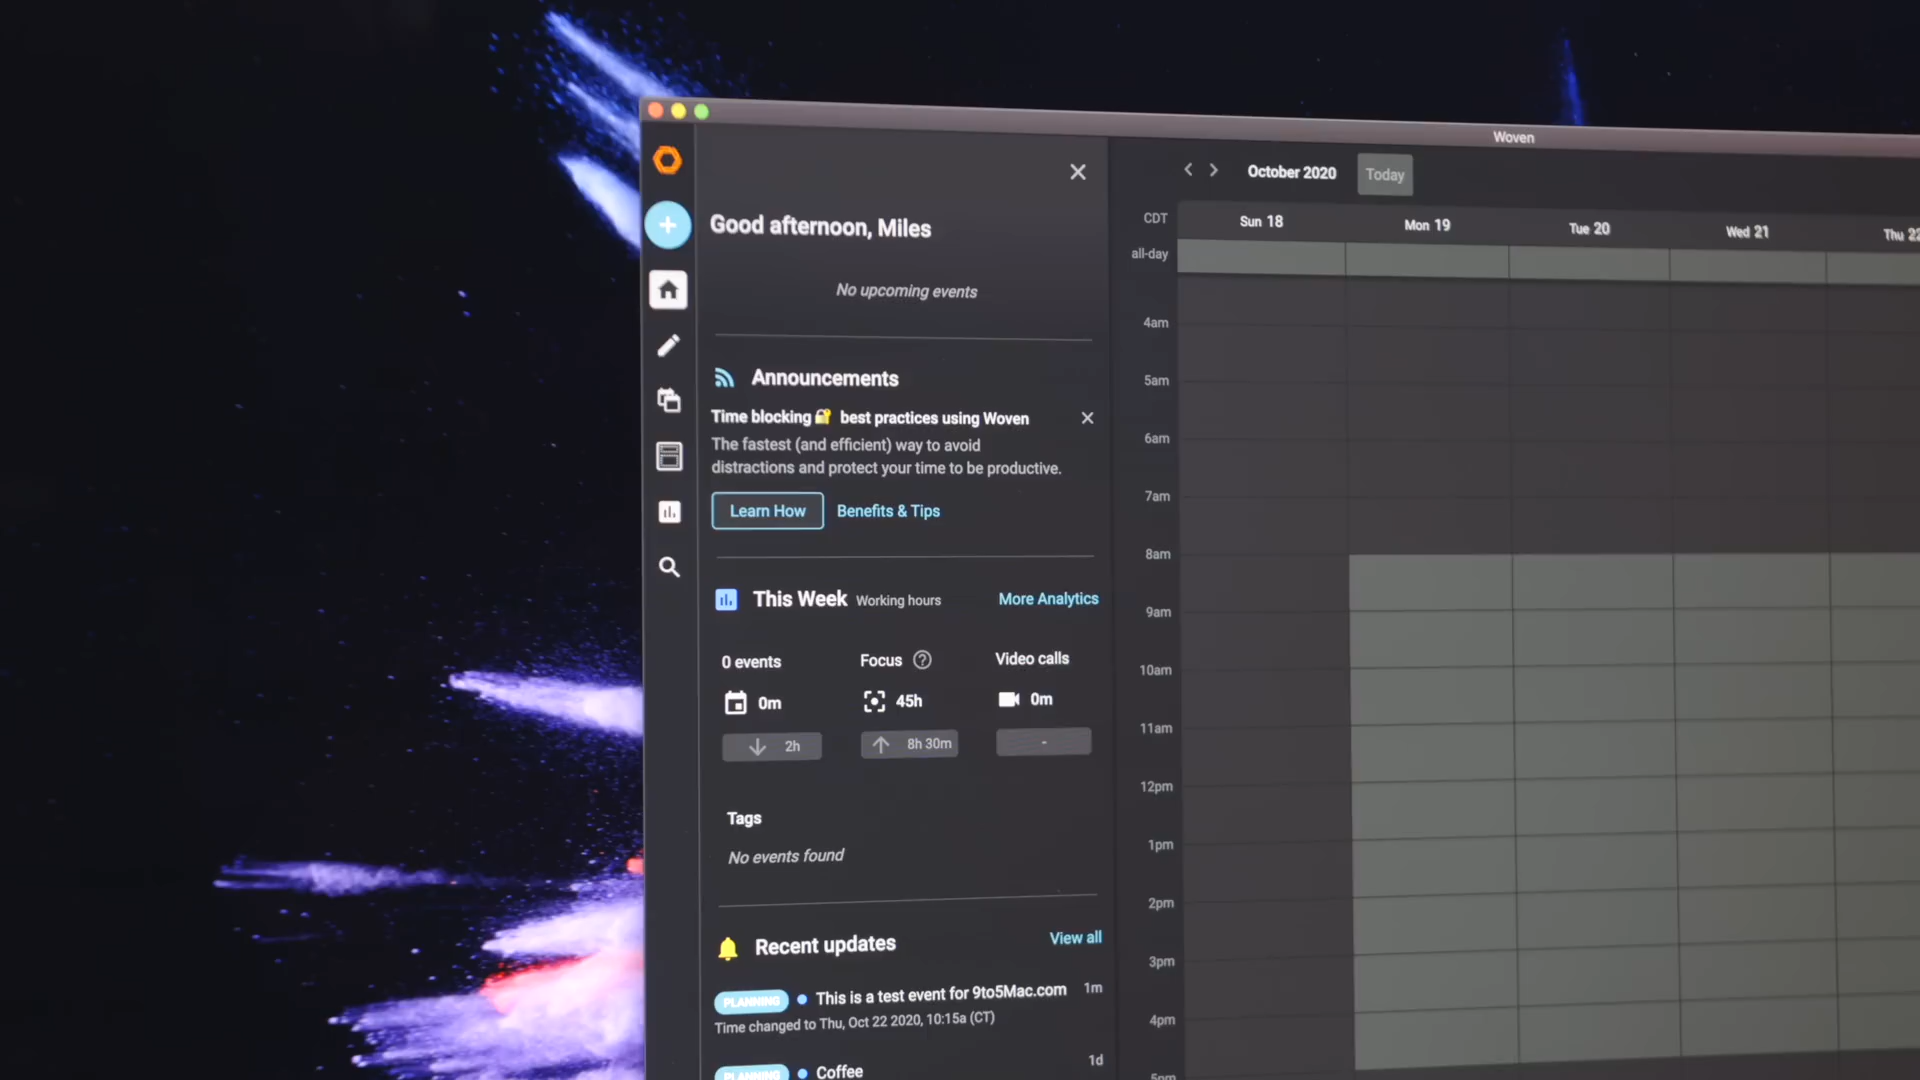 Woven
Good afternoon, Miles
No upcoming events
Announcements
Time blocking 🔐 best practices using Woven
The fastest (and efficient) way to avoid
distractions and protect your time to be productive.
Learn How Benefits & Tips
This Week Working hours More Analytics
0 events Focus Video calls
0m 45h 0m
2h 8h 30m -
Tags
No events found
Recent updates View all
PLANNING This is a test event for 9to5Mac.com 1m
Time changed to Thu, Oct 22 2020, 10:15a (CT)
PLANNING Coffee 1d
October 2020 Today
CDT Sun 18 Mon 19 Tue 20 Wed 21 Thu 22
all-day
4am
5am
6am
7am
8am
9am
10am
11am
12pm
1pm
2pm
3pm
4pm
5pm